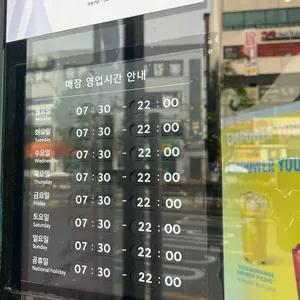 매장 영업시간 안내
월요일 07 : 30 - 22 : 00
Monday
화요일 07 : 30 - 22 : 00
Tuesday
수요일 07 : 30 - 22 : 00
Wednesday
목요일 07 : 30 - 22 : 00
Thursday
금요일 07 : 30 - 22 : 00
Friday
토요일 07 : 30 - 22 : 00
Saturday
일요일 07 : 30 - 22 : 00
Sunday
공휴일 07 : 30 - 22 : 00
National holiday
MPOWER YOU